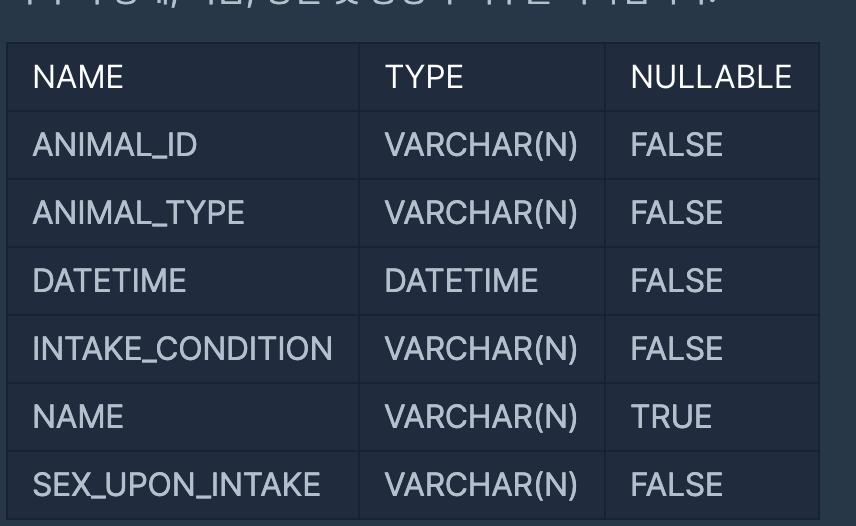 NAME TYPE NULLABLE
ANIMAL_ID VARCHAR(N) FALSE
ANIMAL_TYPE VARCHAR(N) FALSE
DATETIME DATETIME FALSE
INTAKE_CONDITION VARCHAR(N) FALSE
NAME VARCHAR(N) TRUE
SEX_UPON_INTAKE VARCHAR(N) FALSE